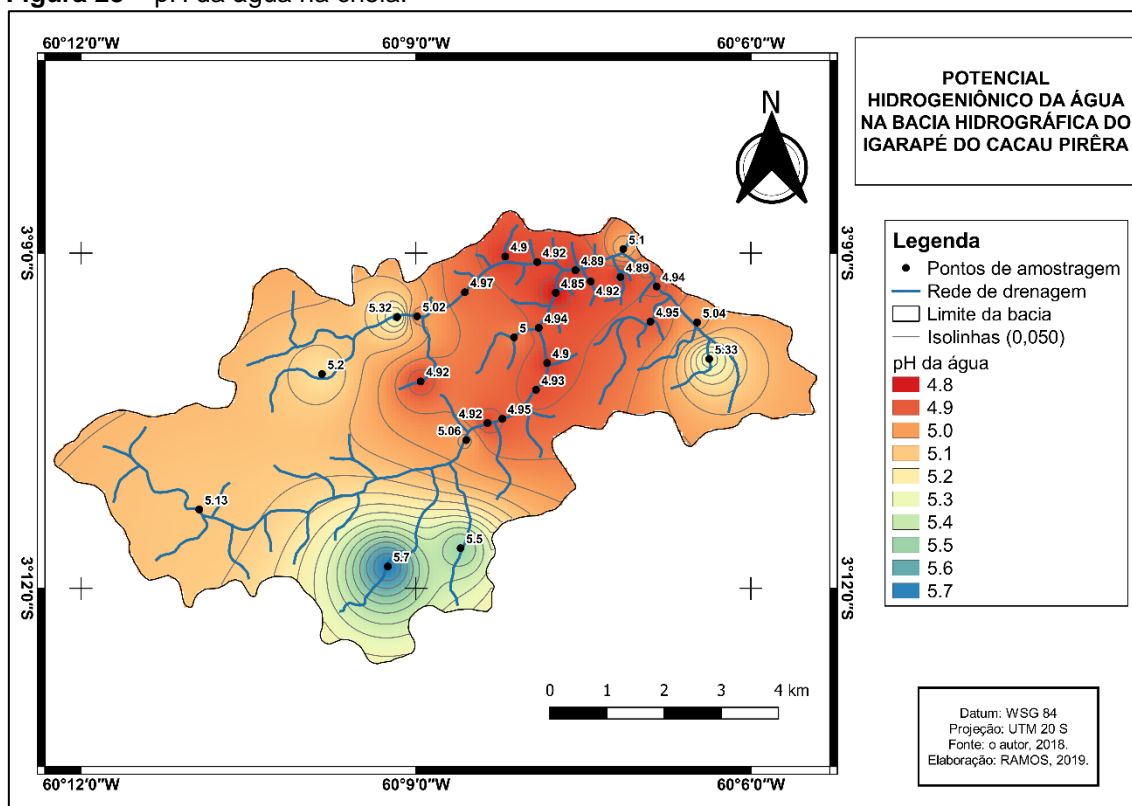 Figura 23 – pH da água na cheia.
60°12'0"W
60°9'0"W
60°6'0"W
POTENCIAL
HIDROGENIÔNICO DA ÁGUA
NA BACIA HIDROGRÁFICA DO
IGARAPÉ DO CACAU PIRÊRA
N
3°9'0"S
3°9'0"S
5.1
4.9
4.92
4.89
4.89
4.85
4.92
4.94
4.97
5.32
5.02
4.94
5
4.95
5.04
4.9
5.33
5.2
4.92
4.93
4.92
4.95
5.06
5.13
5.5
5.7
3°12'0"S
3°12'0"S
Legenda
Pontos de amostragem
Rede de drenagem
Limite da bacia
Isolinhas (0,050)
pH da água
4.8
4.9
5.0
5.1
5.2
5.3
5.4
5.5
5.6
5.7
0 1 2 3 4 km
Datum: WSG 84
Projeção: UTM 20 S
Fonte: o autor, 2018.
Elaboração: RAMOS, 2019.
60°12'0"W
60°9'0"W
60°6'0"W